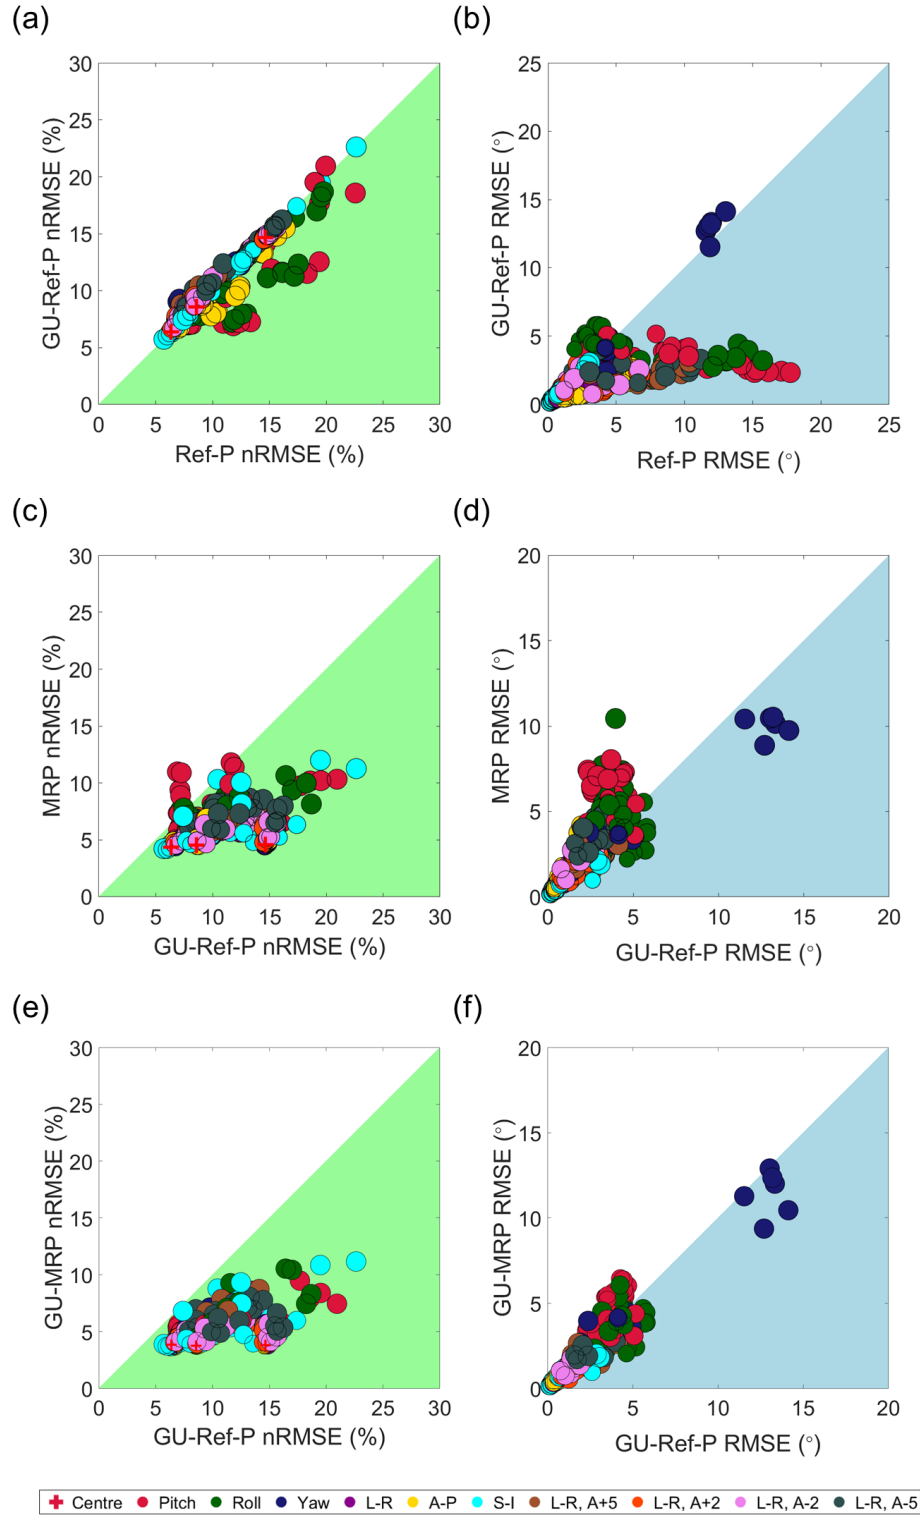 (a)
(b)
30
25
20
15
10
5
0
GU-Ref-P nRMSE (%)
0 5 10 15 20 25 30
Ref-P nRMSE (%)
25
20
15
10
5
0
GU-Ref-P RMSE (°)
0 5 10 15 20 25
Ref-P RMSE (°)
(c)
(d)
30
25
20
15
10
5
0
MRP nRMSE (%)
0 5 10 15 20 25 30
GU-Ref-P nRMSE (%)
20
15
10
5
0
MRP RMSE (°)
0 5 10 15 20
GU-Ref-P RMSE (°)
(e)
(f)
30
25
20
15
10
5
0
GU-MRP nRMSE (%)
0 5 10 15 20 25 30
GU-Ref-P nRMSE (%)
20
15
10
5
0
GU-MRP RMSE (°)
0 5 10 15 20
GU-Ref-P RMSE (°)
Centre Pitch Roll Yaw L-R A-P S-I L-R, A+5 L-R, A+2 L-R, A-2 L-R, A-5